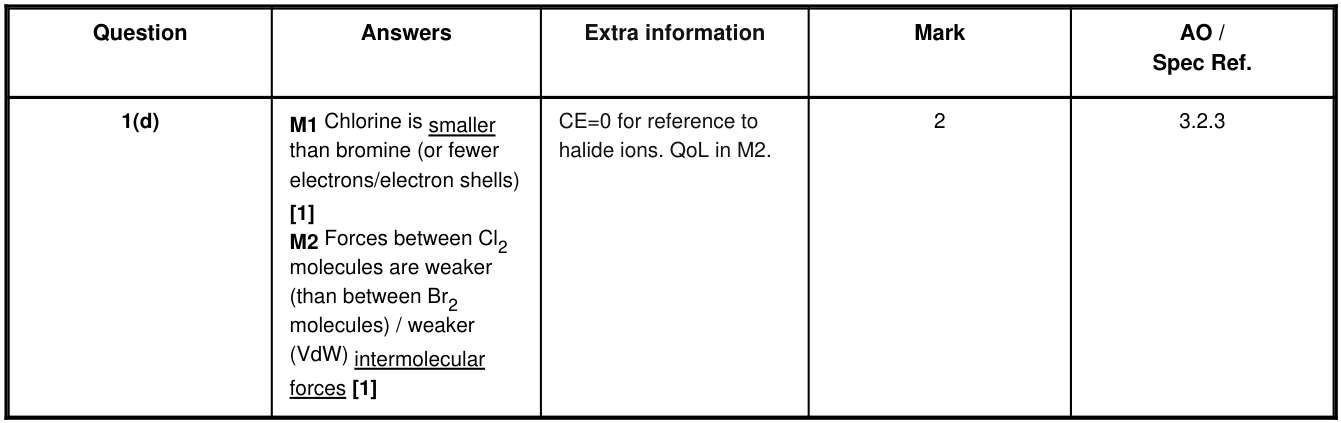 Question Answers Extra information Mark AO /
Spec Ref.
1(d)
M1 Chlorine is smaller
than bromine (or fewer
electrons/electron shells)
[1]
M2 Forces between Cl2
molecules are weaker
(than between Br2
molecules) / weaker
(VdW) intermolecular
forces [1]
CE=0 for reference to
halide ions. QoL in M2.
2
3.2.3